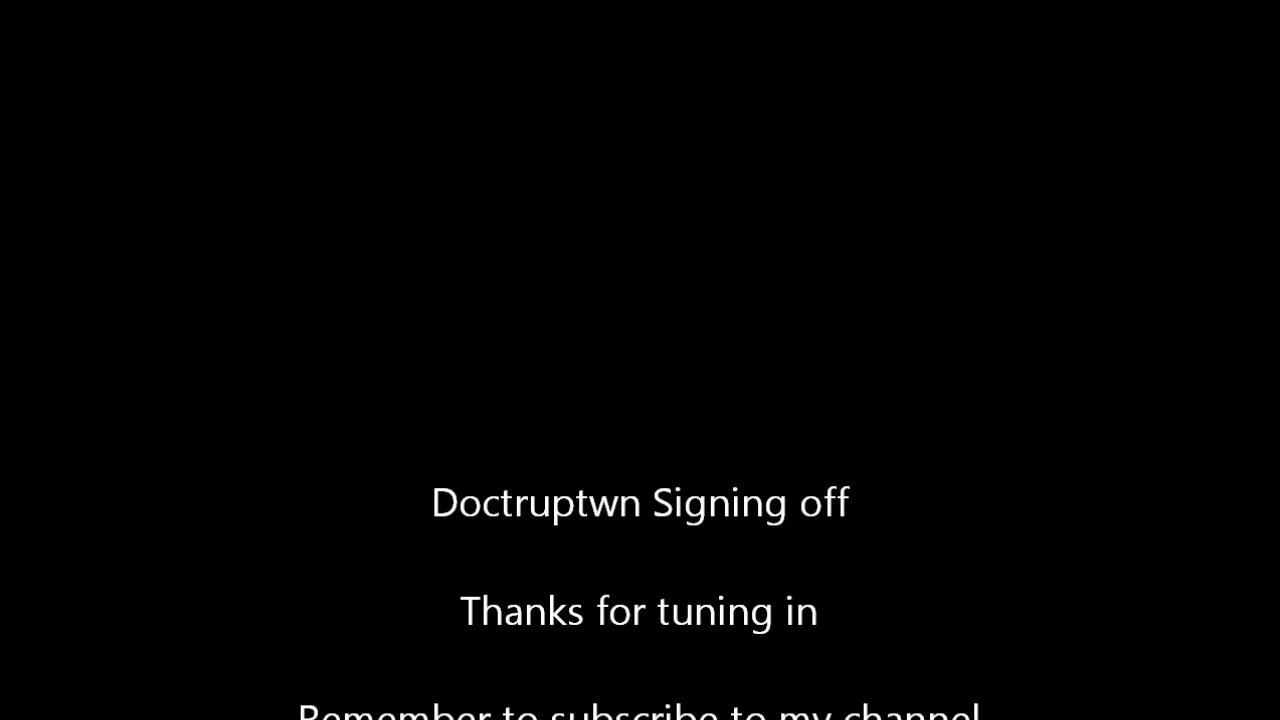 Doctruptwn Signing off
Thanks for tuning in
Remember to subscribe to my channel